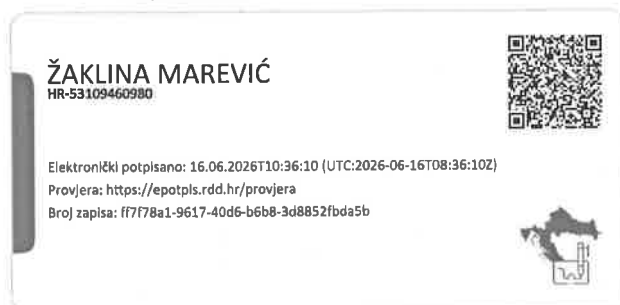 ŽAKLINA MAREVIĆ
HR-53109460980
Elektronički potpisano: 16.06.2026T10:36:10 (UTC:2026-06-16T08:36:10Z)
Provjera: https://epotpis.rdd.hr/provjera
Broj zapisa: ff7f78a1-9617-40d6-b6b8-3d8852fbda5b